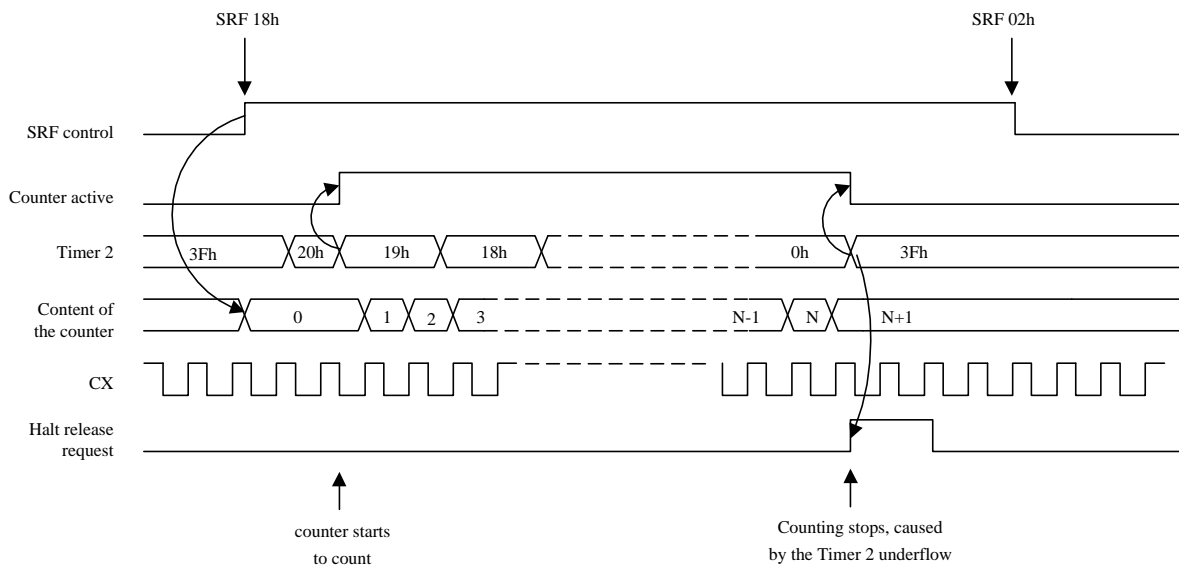 SRF 18h
SRF 02h
SRF control
Counter active
Timer 2
3Fh
20h
19h
18h
0h
3Fh
Content of
the counter
0
1
2
3
N-1
N
N+1
CX
Halt release
request
counter starts
to count
Counting stops, caused
by the Timer 2 underflow